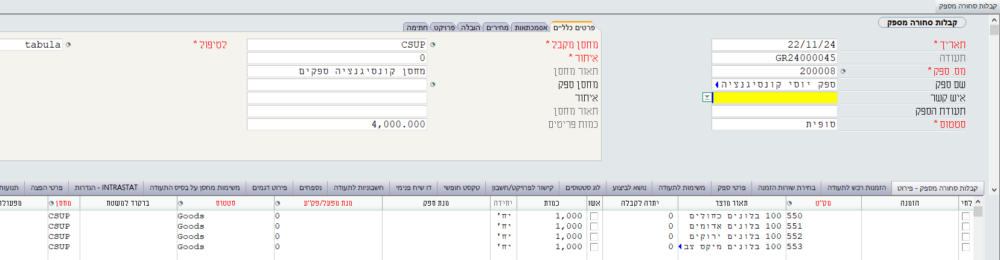 קבלות סחורה מספק
קבלות סחורה מספק
תאריך * 22/11/24
תעודה GR24000045
מס. ספק * 200008
שם ספק ספק יוסי קונסיגנציה
איש קשר
תעודת הספק
סטטוס * סופית
פרטים כלליים אסמכתאות מחירים הובלה פרויקט חתימה
מחסן מקבל * CSUP לטיפול * tabula
איתור * 0
תאור מחסן מחסן קונסיגנציה ספקים
מחסן ספק
איתור
תאור מחסן
כמות פריטים 4,000.000
קבלות סחורה מספק - פירוט הזמנות רכש לתעודה בחירת שורות הזמנה פרטי ספק משימות לתעודה נושא לביצוע לוג סטטוסים קישור לפרויקט/חשבון טקסט חופשי דו שיח פנימי חשבוניות לתעודה נספחים פירוט דגמים משימות מחסן על בסיס התעודה INTRASTAT - הגדרות פרטי הפצה תנועות
לחי הזמנה מק"ט תאור מוצר יתרה לקבלה אשו כמות יחידה מנת ספק מנת מפעל/פק"ע סטטוס ברקוד למשטח מחסן מפעולה
550 100 בלונים כחולים 0 1,000 יח' 0 Goods CSUP
551 100 בלונים אדומים 0 1,000 יח' 0 Goods CSUP
552 100 בלונים ירוקים 0 1,000 יח' 0 Goods CSUP
553 100 בלונים מיקס צב 0 1,000 יח' 0 Goods CSUP